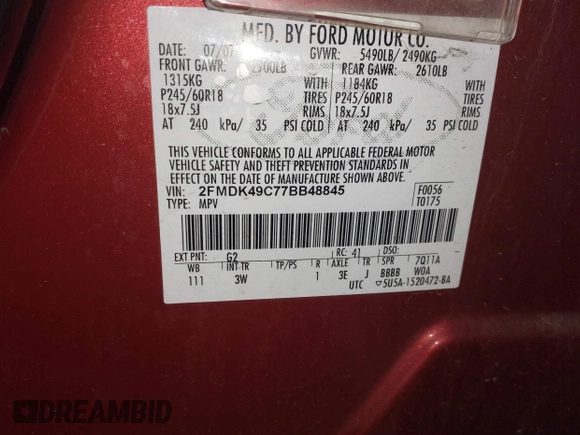 MFD. BY FORD MOTOR CO.
DATE: 07/07 GVWR: 5490LB/ 2490KG
FRONT GAWR: 2900LB REAR GAWR: 2610LB
1315KG 1184KG
P245/60R18 TIRES P245/60R18 TIRES
18x7.5J RIMS 18x7.5J RIMS
AT 240 kPa/ 35 PSI COLD AT 240 kPa/ 35 PSI COLD
THIS VEHICLE CONFORMS TO ALL APPLICABLE FEDERAL MOTOR
VEHICLE SAFETY AND THEFT PREVENTION STANDARDS IN
EFFECT ON THE DATE OF MANUFACTURE SHOWN ABOVE.
VIN: 2FMDK49C77BB48845 F0056
TYPE: MPV T0175
EXT PNT: G2 RC: 41 DSO:
WB INT TR TP/PS R AXLE TR SPR 7Q11A
111 3W 1 3E J BBBB W0A
UTC ▽5U5A-1520472-BA
DREAMBID